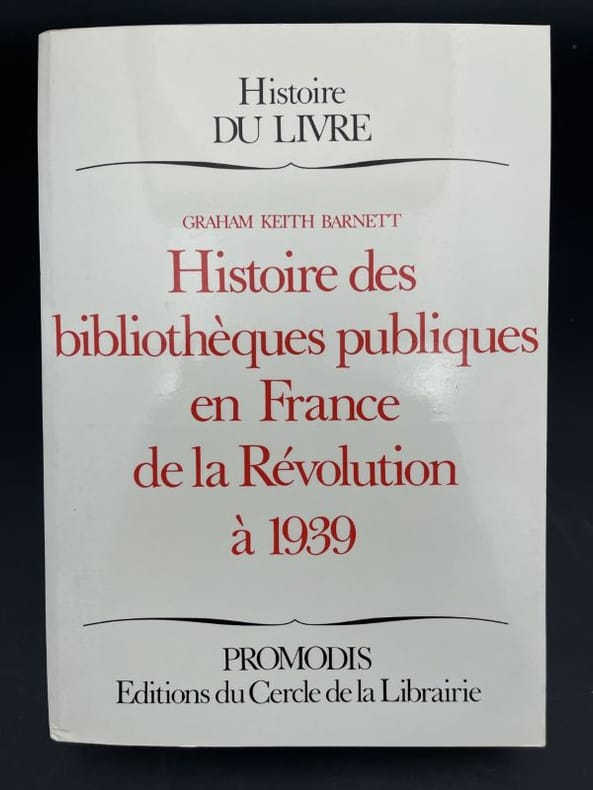 Histoire
DU LIVRE
GRAHAM KEITH BARNETT
Histoire des
bibliothèques publiques
en France
de la Révolution
à 1939
PROMODIS
Editions du Cercle de la Librairie